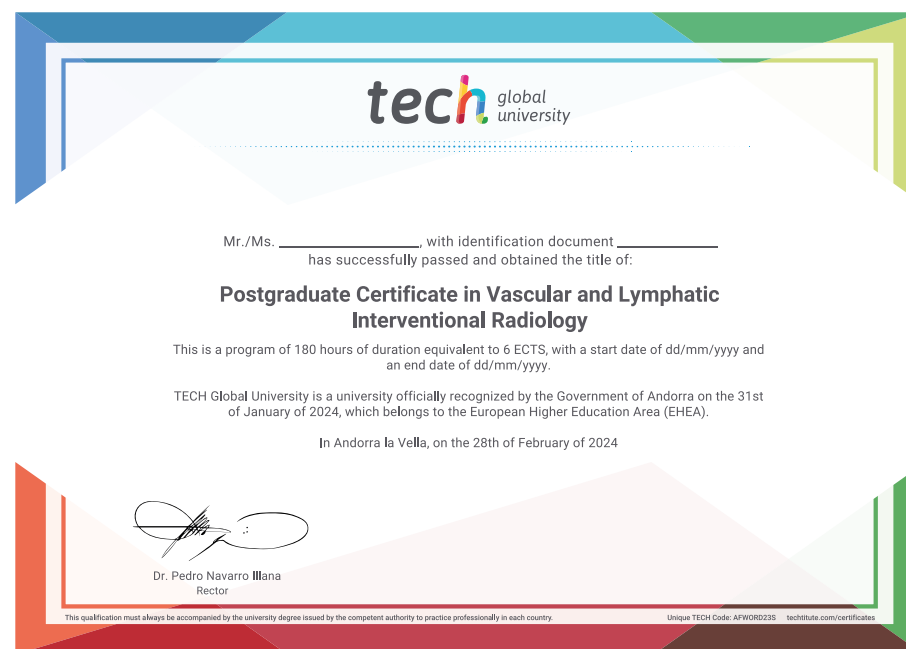 tech global university
Mr./Ms. ____________________, with identification document ______________
has successfully passed and obtained the title of:
Postgraduate Certificate in Vascular and Lymphatic
Interventional Radiology
This is a program of 180 hours of duration equivalent to 6 ECTS, with a start date of dd/mm/yyyy and
an end date of dd/mm/yyyy.
TECH Global University is a university officially recognized by the Government of Andorra on the 31st
of January of 2024, which belongs to the European Higher Education Area (EHEA).
In Andorra la Vella, on the 28th of February of 2024
Dr. Pedro Navarro Illana
Rector
This qualification must always be accompanied by the university degree issued by the competent authority to practice professionally in each country.
Unique TECH Code: AFWORD23S techtitute.com/certificates